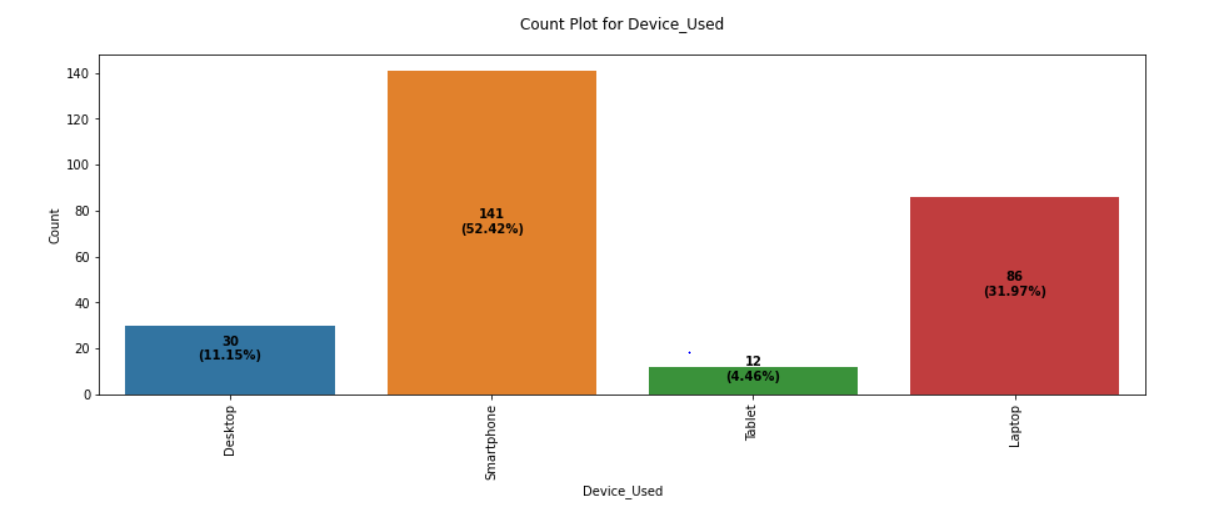 Count Plot for Device_Used
140
120
100
80
60
40
20
0
Count
30
(11.15%)
141
(52.42%)
12
(4.46%)
86
(31.97%)
Desktop
Smartphone
Tablet
Laptop
Device_Used